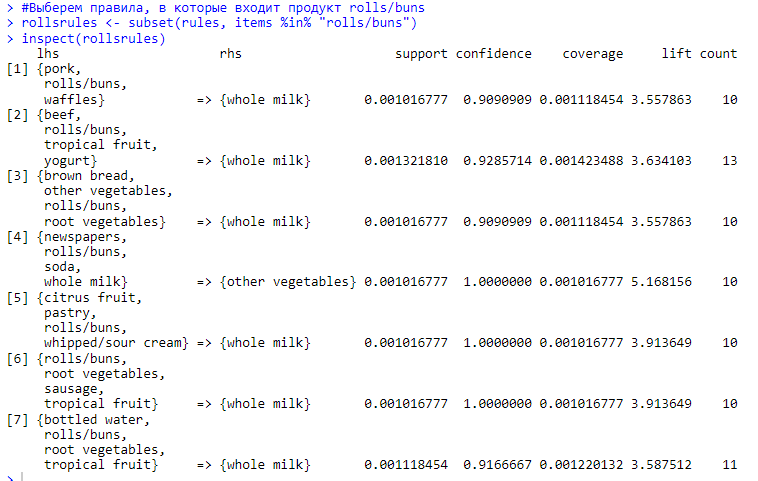 > #Выберем правила, в которые входит продукт rolls/buns
> rollsrules <- subset(rules, items %in% "rolls/buns")
> inspect(rollsrules)
    lhs                      rhs                    support confidence    coverage     lift count
[1] {pork,
     rolls/buns,
     waffles}             => {whole milk}       0.001016777  0.9090909 0.001118454 3.557863    10
[2] {beef,
     rolls/buns,
     tropical fruit,
     yogurt}              => {whole milk}       0.001321810  0.9285714 0.001423488 3.634103    13
[3] {brown bread,
     other vegetables,
     rolls/buns,
     root vegetables}     => {whole milk}       0.001016777  0.9090909 0.001118454 3.557863    10
[4] {newspapers,
     rolls/buns,
     soda,
     whole milk}          => {other vegetables} 0.001016777  1.0000000 0.001016777 5.168156    10
[5] {citrus fruit,
     pastry,
     rolls/buns,
     whipped/sour cream}  => {whole milk}       0.001016777  1.0000000 0.001016777 3.913649    10
[6] {rolls/buns,
     root vegetables,
     sausage,
     tropical fruit}      => {whole milk}       0.001016777  1.0000000 0.001016777 3.913649    10
[7] {bottled water,
     rolls/buns,
     root vegetables,
     tropical fruit}      => {whole milk}       0.001118454  0.9166667 0.001220132 3.587512    11
>